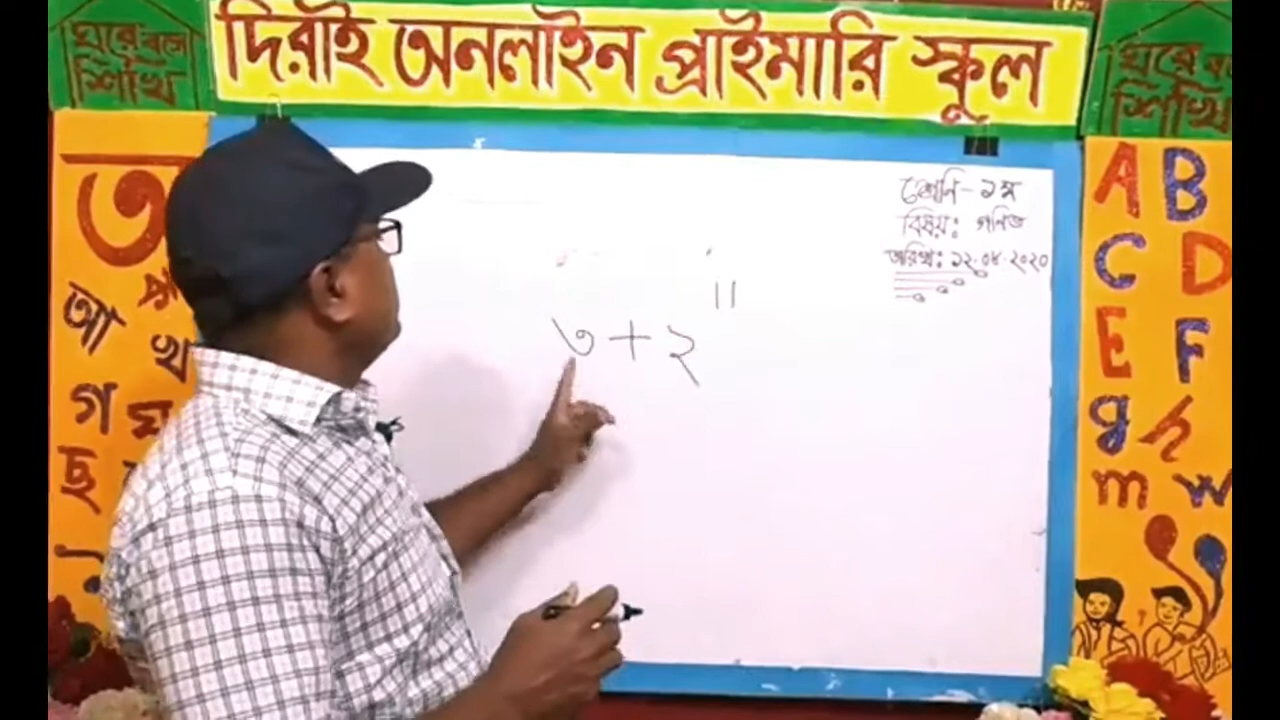 ঘরে বসে
শিখি
দিরাই অনলাইন প্রাইমারি স্কুল
ঘরে বসে
শিখি
অ
আ
ক
খ
গ
ঘ
ছ
শ্রেণি - ১ম
বিষয়: গণিত
তারিখ: ১২.০৮.২০২০
||
৩ + ২
A B
C D
E F
g h
m w